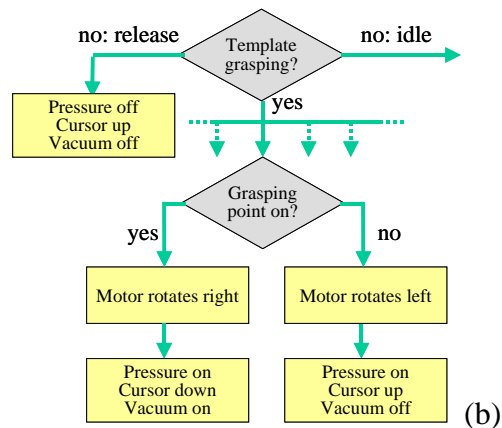 no: release
Template
grasping?
no: idle
yes
Pressure off
Cursor up
Vacuum off
Grasping
point on?
yes
no
Motor rotates right
Motor rotates left
Pressure on
Cursor down
Vacuum on
Pressure on
Cursor up
Vacuum off
(b)